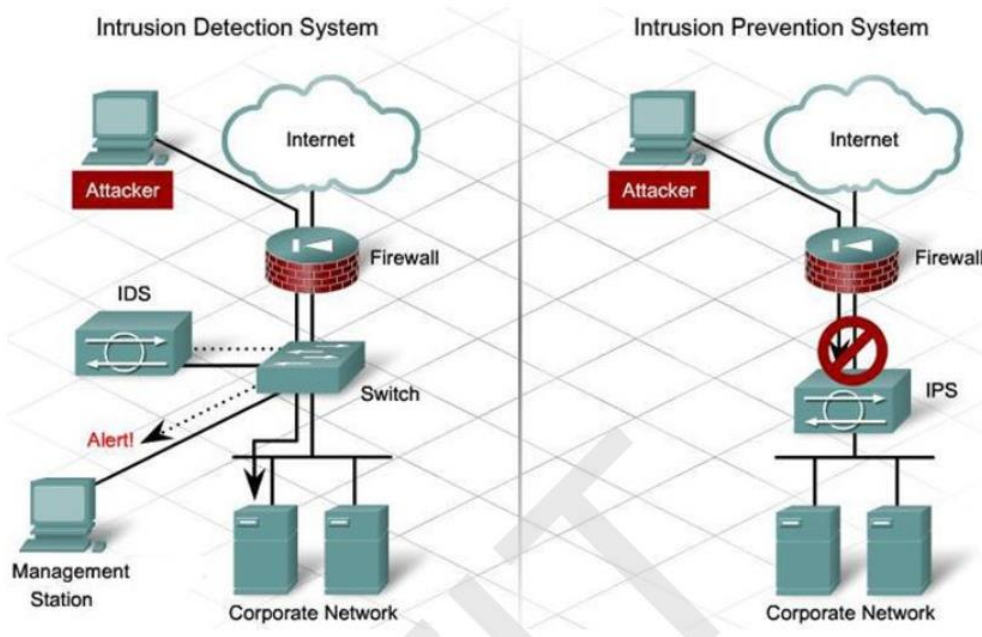 Intrusion Detection System
Internet
Attacker
Firewall
IDS
Switch
Alert!
Management
Station
Corporate Network
Intrusion Prevention System
Internet
Attacker
Firewall
IPS
Corporate Network